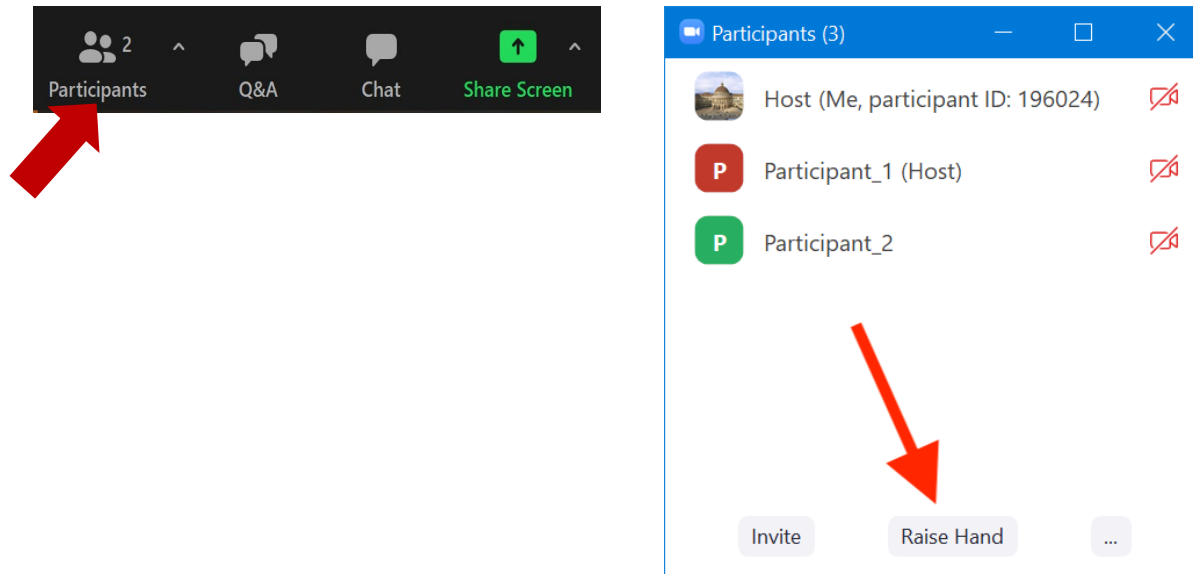 2
Participants
Q&A
Chat
Share Screen
Participants (3)
Host (Me, participant ID: 196024)
P
Participant_1 (Host)
P
Participant_2
Invite
Raise Hand
...